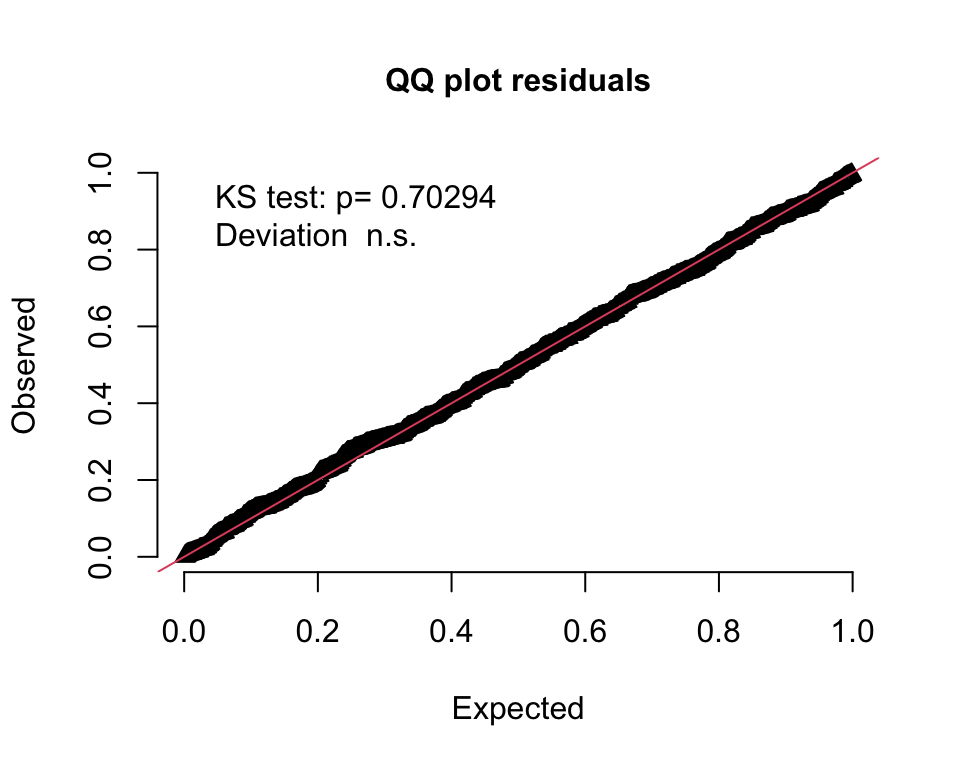 QQ plot residuals
KS test: p= 0.70294
Deviation  n.s.
Observed
0.0
0.2
0.4
0.6
0.8
1.0
0.0 0.2 0.4 0.6 0.8 1.0
Expected